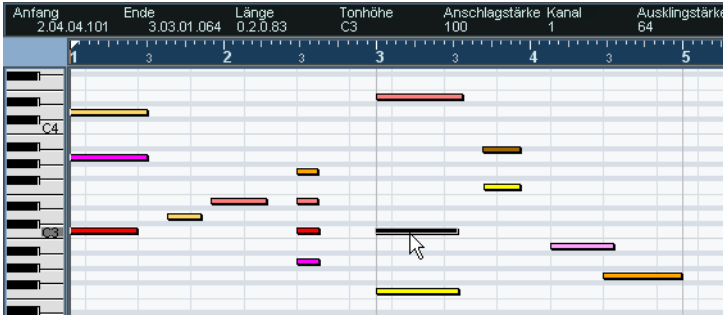 Anfang Ende Länge Tonhöhe Anschlagstärke Kanal Ausklingstärke
2.04.04.101 3.03.01.064 0.2.0.83 C3 100 1 64
1 3 2 3 3 3 4 3 5
C4
C3